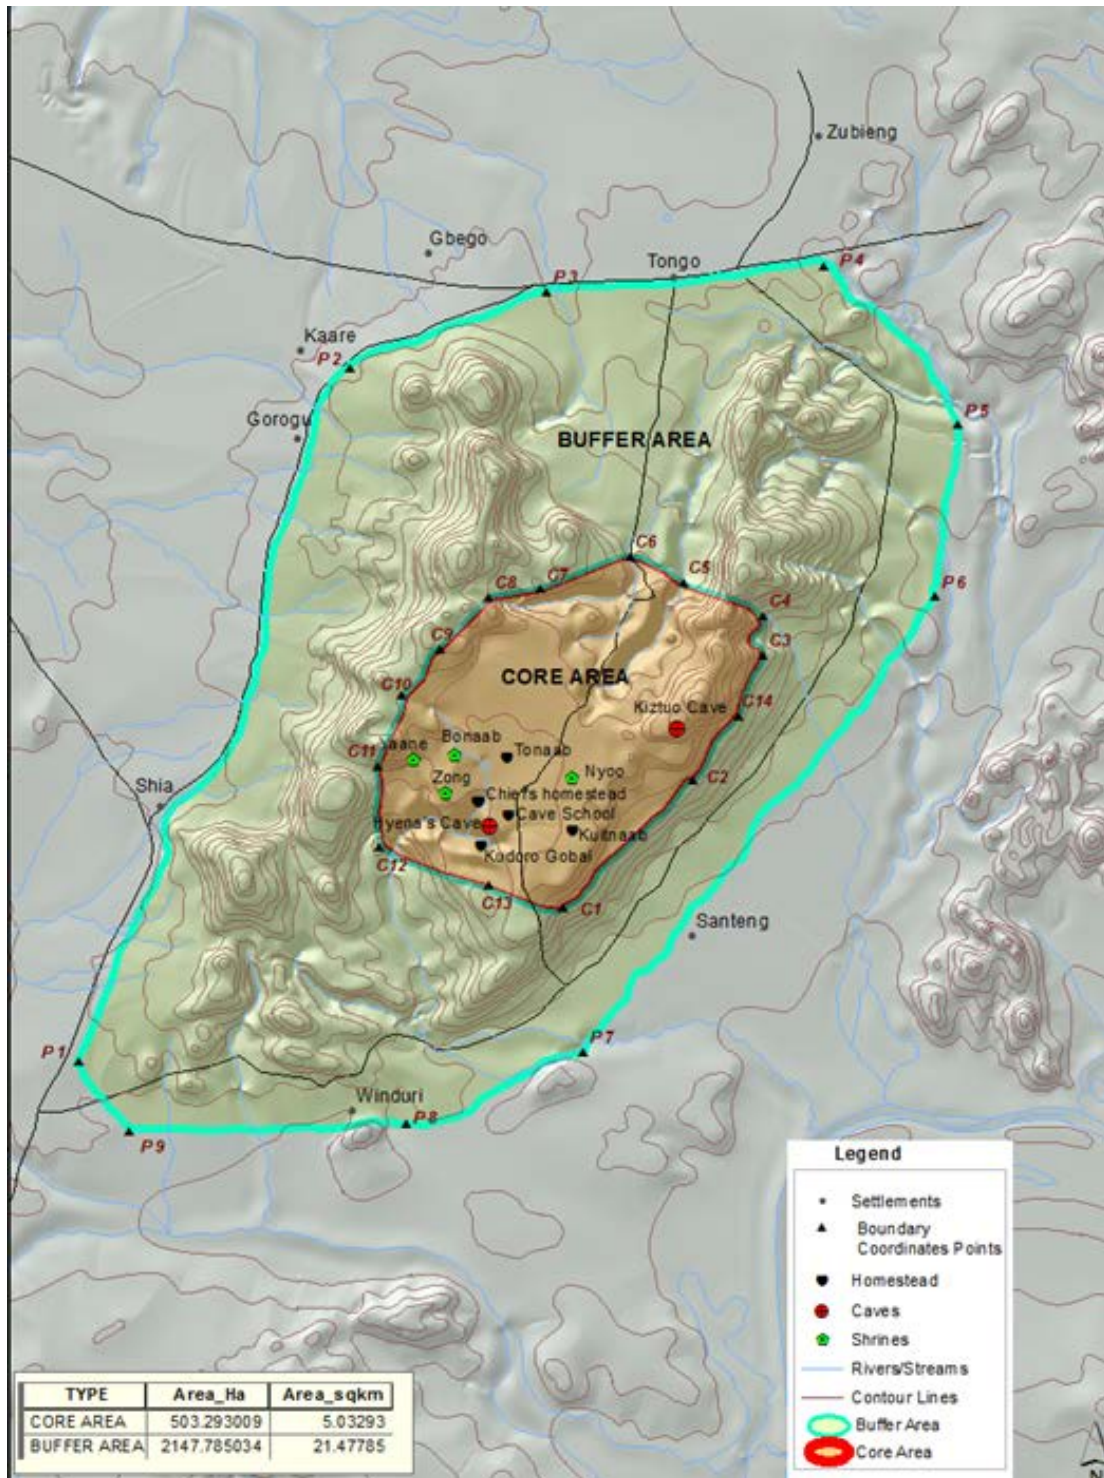 Zubieng
Gbego
Tongo
P4
P3
Kaare
P2
Gorogu
P5
BUFFER AREA
C6
C5
C7
C8
P6
C4
C3
C9
CORE AREA
C10
Kiztuo Cave
C14
C11
Yaane
Bonaab
Tonaab
Zong
Nyoo
C2
Shia
Chief's homestead
Cave School
Hyena's Cave
Kuitnaab
Kodoro Gobal
C12
C13
C1
Santeng
P1
P7
Winduri
P8
P9
Legend
Settlements
Boundary
Coordinates Points
Homestead
Caves
Shrines
Rivers/Streams
Contour Lines
Buffer Area
Core Area
TYPE Area_Ha Area_sqkm
CORE AREA 503.293009 5.03293
BUFFER AREA 2147.785034 21.47785
N